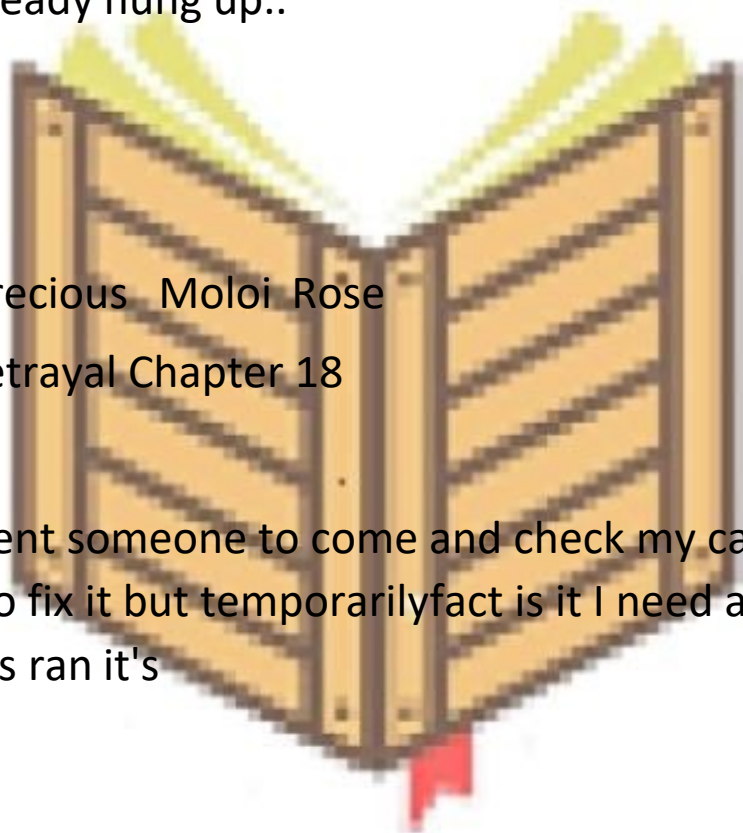 eady hung up..
recious Moloi Rose
etrayal Chapter 18
ent someone to come and check my ca
o fix it but temporarilyfact is it I need a
s ran it's